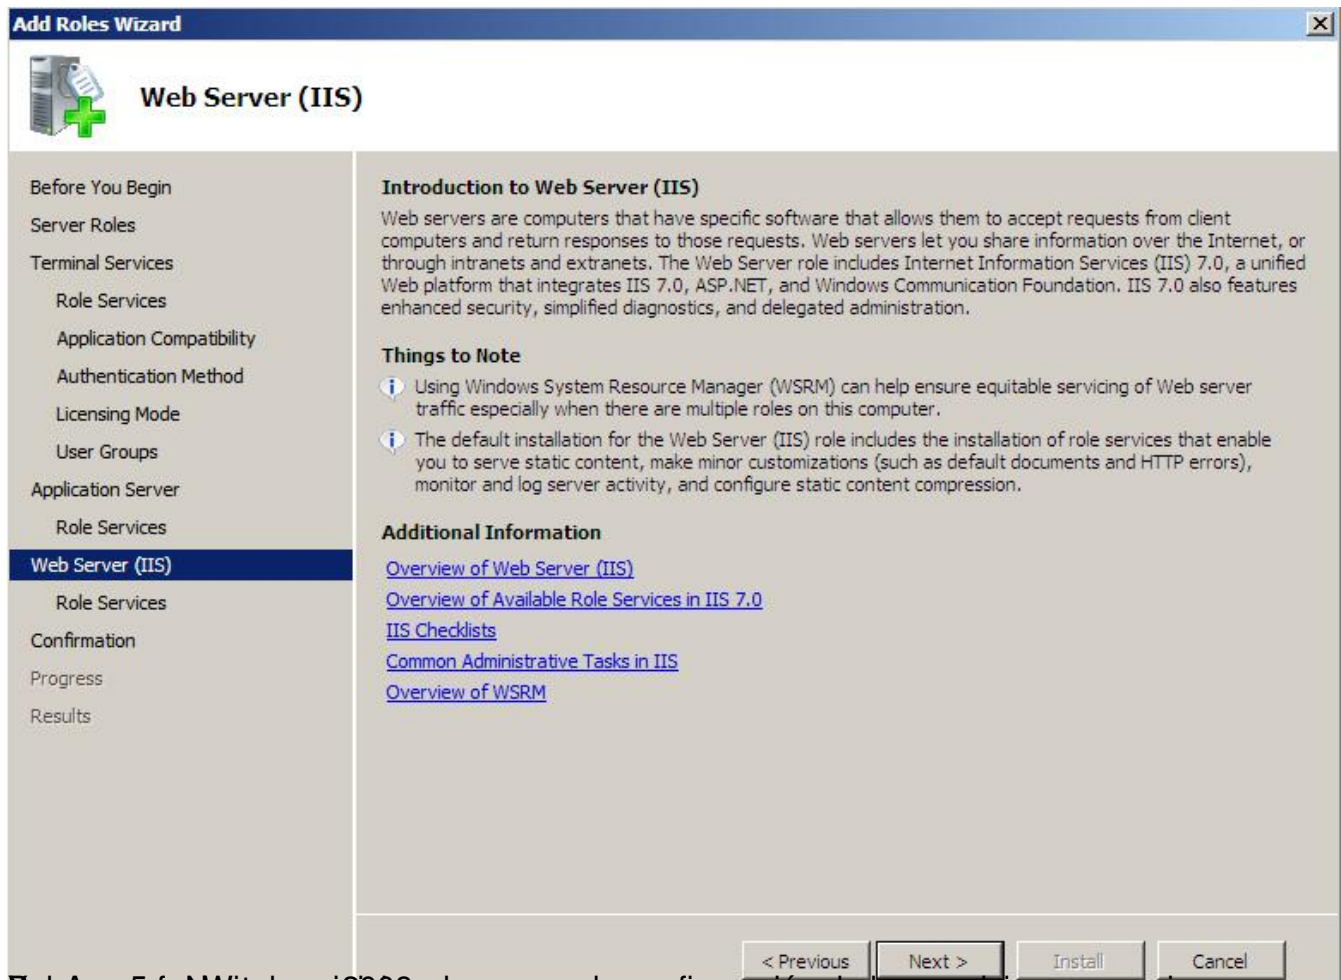 Add Roles Wizard
Web Server (IIS)
Before You Begin
Server Roles
Terminal Services
Role Services
Application Compatibility
Authentication Method
Licensing Mode
User Groups
Application Server
Role Services
Web Server (IIS)
Role Services
Confirmation
Progress
Results
Introduction to Web Server (IIS)
Web servers are computers that have specific software that allows them to accept requests from client
computers and return responses to those requests. Web servers let you share information over the Internet, or
through intranets and extranets. The Web Server role includes Internet Information Services (IIS) 7.0, a unified
Web platform that integrates IIS 7.0, ASP.NET, and Windows Communication Foundation. IIS 7.0 also features
enhanced security, simplified diagnostics, and delegated administration.
Things to Note
Using Windows System Resource Manager (WSRM) can help ensure equitable servicing of Web server
traffic especially when there are multiple roles on this computer.
The default installation for the Web Server (IIS) role includes the installation of role services that enable
you to serve static content, make minor customizations (such as default documents and HTTP errors),
monitor and log server activity, and configure static content compression.
Additional Information
Overview of Web Server (IIS)
Overview of Available Role Services in IIS 7.0
IIS Checklists
Common Administrative Tasks in IIS
Overview of WSRM
< Previous
Next >
Install
Cancel